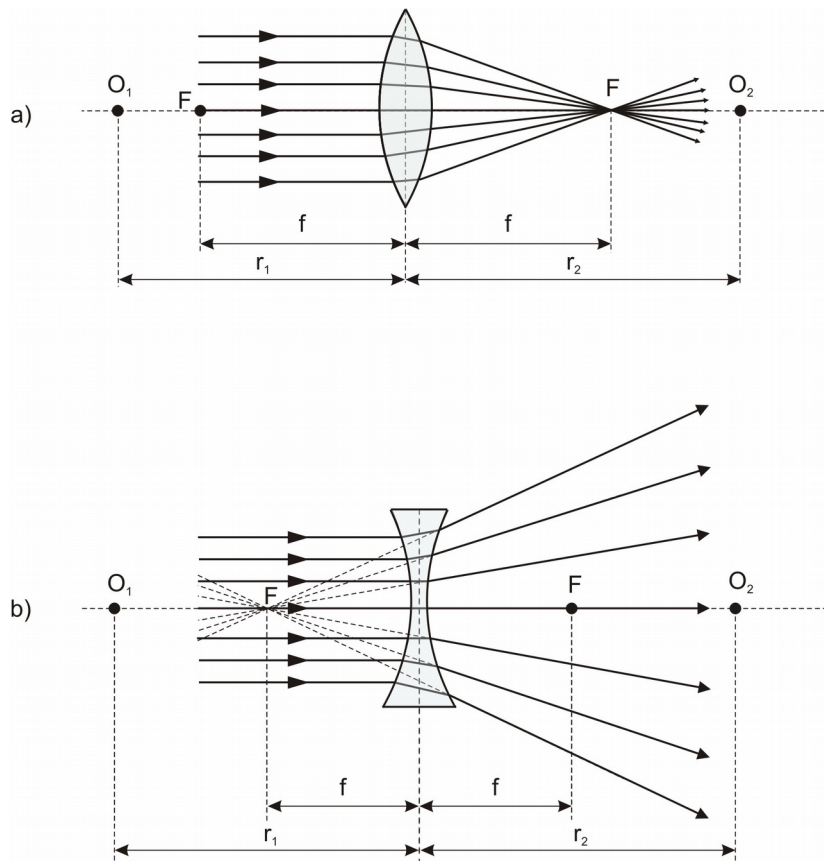 O₁ F F O₂
a)
f f
r₁ r₂
O₁ F F O₂
b)
f f
r₁ r₂